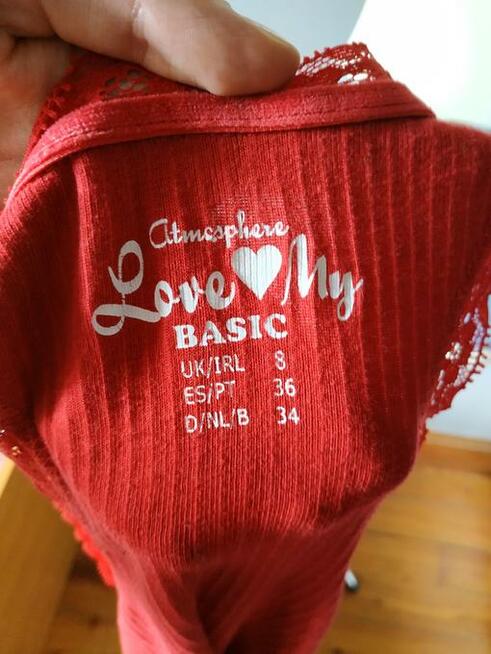 Atmosphere
Love My
BASIC
UK/IRL 8
ES/PT 36
D/NL/B 34